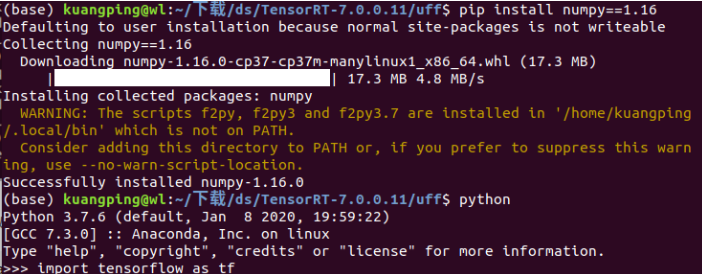 (base) kuangping@wl:~/下载/ds/TensorRT-7.0.0.11/uff$ pip install numpy==1.16
Defaulting to user installation because normal site-packages is not writeable
Collecting numpy==1.16
  Downloading numpy-1.16.0-cp37-cp37m-manylinux1_x86_64.whl (17.3 MB)
     |                                | 17.3 MB 4.8 MB/s
Installing collected packages: numpy
  WARNING: The scripts f2py, f2py3 and f2py3.7 are installed in '/home/kuangping
/.local/bin' which is not on PATH.
  Consider adding this directory to PATH or, if you prefer to suppress this warn
ing, use --no-warn-script-location.
Successfully installed numpy-1.16.0
(base) kuangping@wl:~/下载/ds/TensorRT-7.0.0.11/uff$ python
Python 3.7.6 (default, Jan  8 2020, 19:59:22)
[GCC 7.3.0] :: Anaconda, Inc. on linux
Type "help", "copyright", "credits" or "license" for more information.
>>> import tensorflow as tf